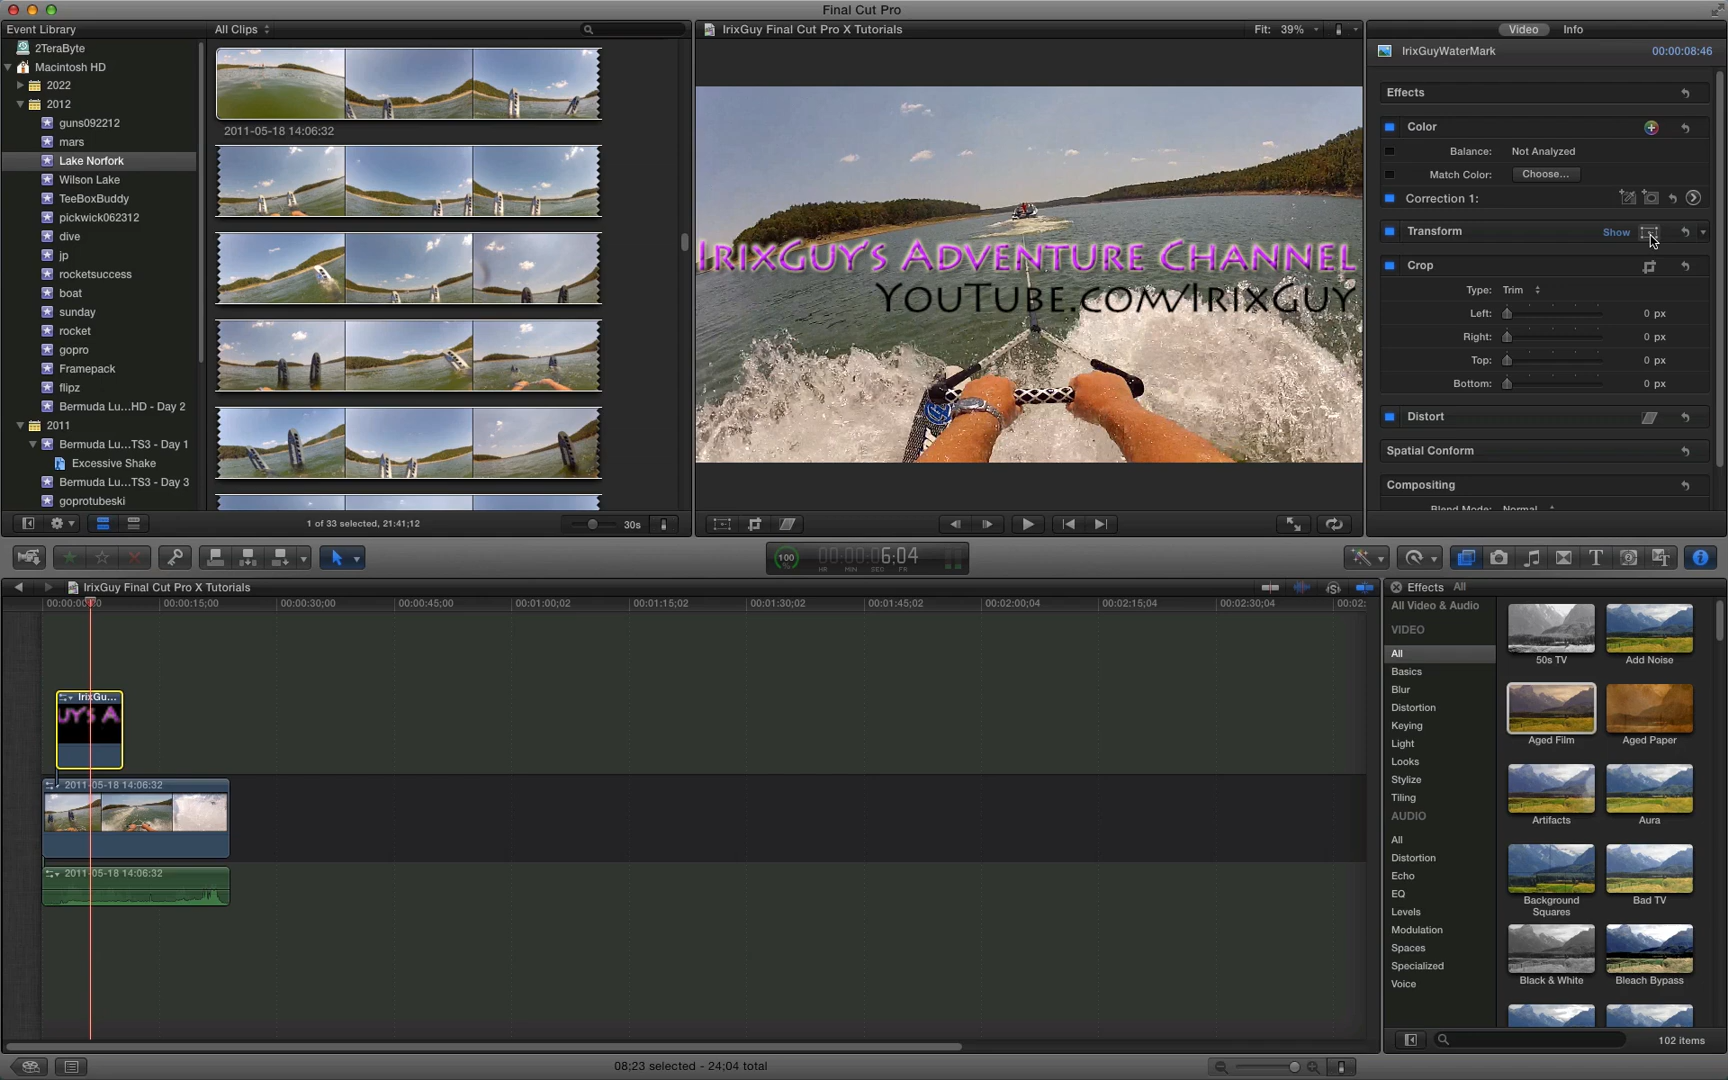 Final Cut Pro
Event Library
All Clips
IrixGuy Final Cut Pro X Tutorials
Fit: 39%
Video
Info
2TeraByte
Macintosh HD
2022
2012
guns092212
mars
Lake Norfork
Wilson Lake
TeeBoxBuddy
pickwick062312
dive
jp
rocketsuccess
boat
sunday
rocket
gopro
Framepack
flipz
Bermuda Lu...HD - Day 2
2011
Bermuda Lu...TS3 - Day 1
Excessive Shake
Bermuda Lu...TS3 - Day 3
goprotubeski
2011-05-18 14:06:32
1 of 33 selected, 21:41;12
30s
IrixGuy's Adventure Channel
YouTube.com/IrixGuy
IrixGuyWaterMark
00:00:08:46
Effects
Color
Balance: Not Analyzed
Match Color: Choose...
Correction 1:
Transform
Show
Crop
Type: Trim
Left: 0 px
Right: 0 px
Top: 0 px
Bottom: 0 px
Distort
Spatial Conform
Compositing
Blend Mode: Normal
100
00:00:06;04
HR MIN SEC FR
IrixGuy Final Cut Pro X Tutorials
00:00:15;00
00:00:30;00
00:00:45;00
00:01:00;02
00:01:15;02
00:01:30;02
00:01:45;02
00:02:00;04
00:02:15;04
00:02:30;04
00:02:
IrixGu...
UY'S A
2011-05-18 14:06:32
2011-05-18 14:06:32
Effects All
All Video & Audio
VIDEO
All
Basics
Blur
Distortion
Keying
Light
Looks
Stylize
Tiling
AUDIO
All
Distortion
Echo
EQ
Levels
Modulation
Spaces
Specialized
Voice
50s TV
Add Noise
Aged Film
Aged Paper
Artifacts
Aura
Background
Squares
Bad TV
Black & White
Bleach Bypass
102 items
08;23 selected - 24;04 total